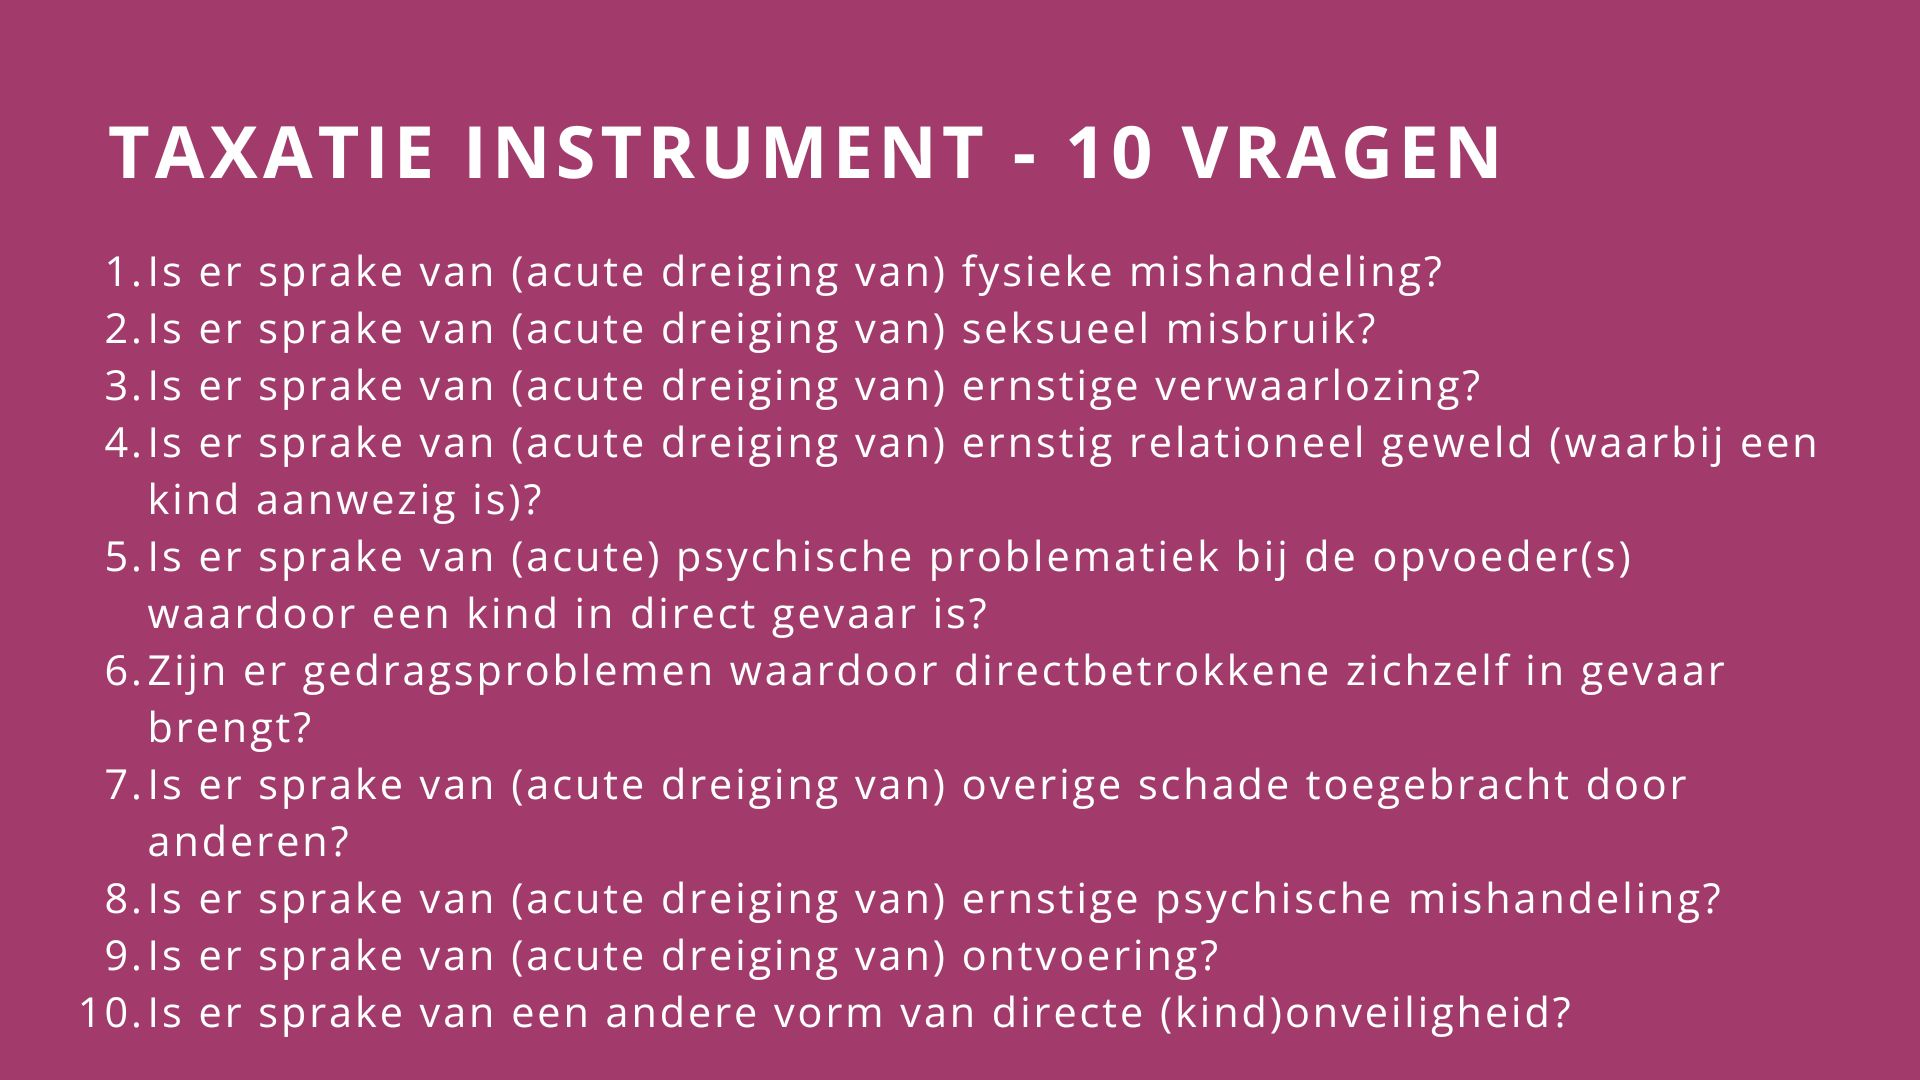 TAXATIE INSTRUMENT - 10 VRAGEN
1. Is er sprake van (acute dreiging van) fysieke mishandeling?
2. Is er sprake van (acute dreiging van) seksueel misbruik?
3. Is er sprake van (acute dreiging van) ernstige verwaarlozing?
4. Is er sprake van (acute dreiging van) ernstig relationeel geweld (waarbij een
kind aanwezig is)?
5. Is er sprake van (acute) psychische problematiek bij de opvoeder(s)
waardoor een kind in direct gevaar is?
6. Zijn er gedragsproblemen waardoor directbetrokkene zichzelf in gevaar
brengt?
7. Is er sprake van (acute dreiging van) overige schade toegebracht door
anderen?
8. Is er sprake van (acute dreiging van) ernstige psychische mishandeling?
9. Is er sprake van (acute dreiging van) ontvoering?
10. Is er sprake van een andere vorm van directe (kind)onveiligheid?